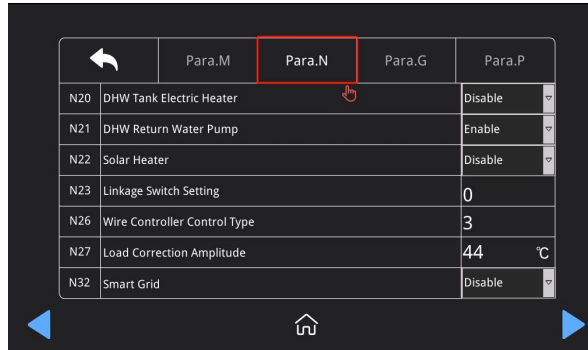 Para.M Para.N Para.G Para.P
N20 DHW Tank Electric Heater Disable
N21 DHW Return Water Pump Enable
N22 Solar Heater Disable
N23 Linkage Switch Setting 0
N26 Wire Controller Control Type 3
N27 Load Correction Amplitude 44 ℃
N32 Smart Grid Disable